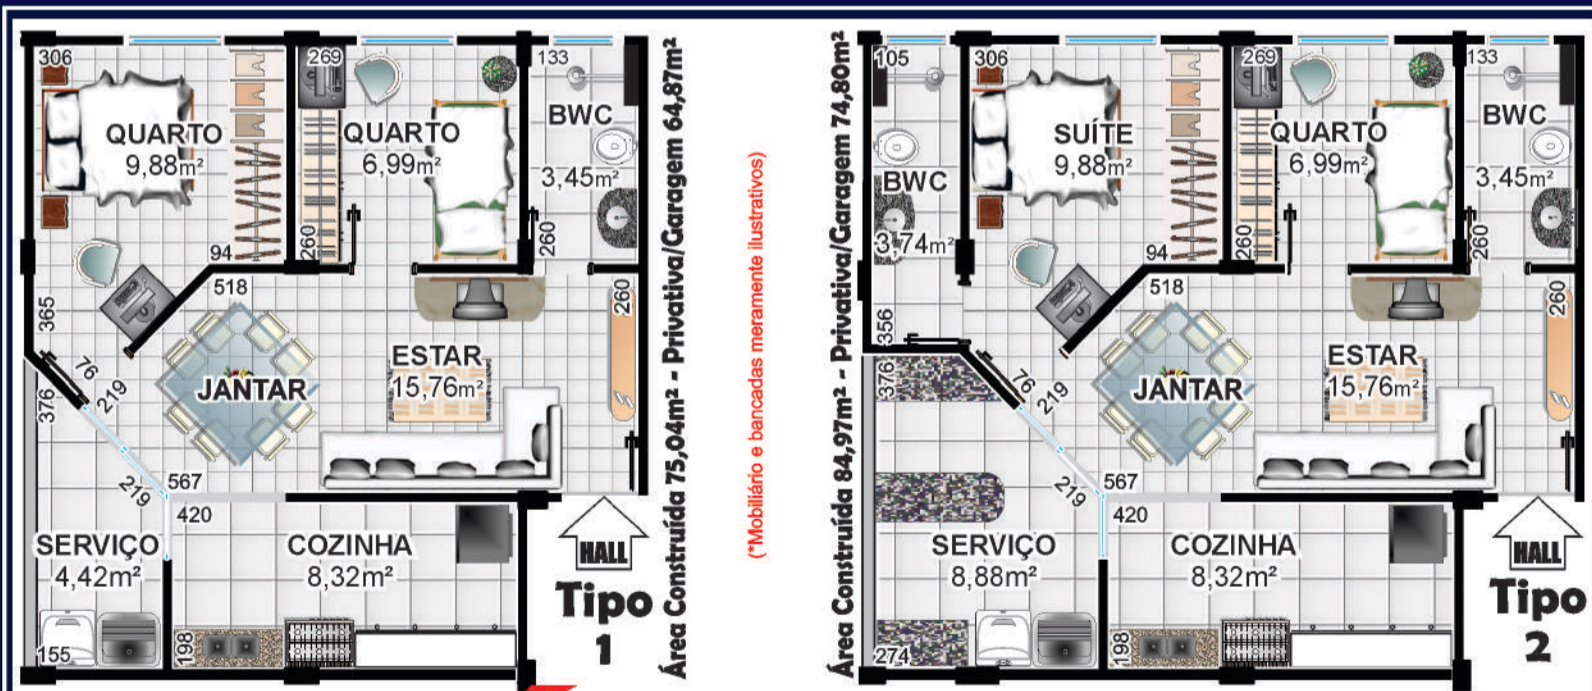 306
269
133
QUARTO
9,88m²
QUARTO
6,99m²
BWC
3,45m²
94
260
260
518
260
365
76
219
376
JANTAR
ESTAR
15,76m²
219
567
420
SERVIÇO
4,42m²
COZINHA
8,32m²
155
198
HALL
Tipo
1
Área Construída 75,04m² - Privativa/Garagem 64,87m²
(*Mobiliário e bancadas meramente ilustrativos)
Área Construída 84,97m² - Privativa/Garagem 74,80m²
105
306
269
133
BWC
3,74m²
SUÍTE
9,88m²
QUARTO
6,99m²
BWC
3,45m²
94
260
260
518
260
356
376
76
219
JANTAR
ESTAR
15,76m²
219
567
420
SERVIÇO
8,88m²
COZINHA
8,32m²
274
198
HALL
Tipo
2